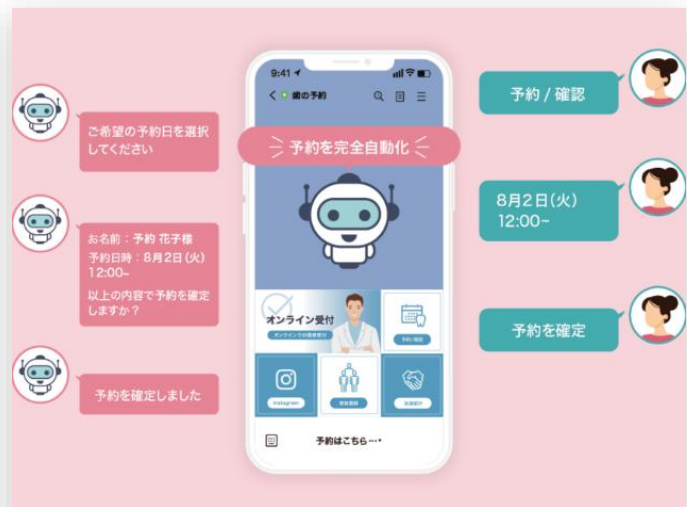 9:41
歯の予約
予約を完全自動化
ご希望の予約日を選択
してください
予約 / 確認
8月2日(火)
12:00~
お名前：予約 花子様
予約日時：8月2日(火)
12:00~
以上の内容で予約を確定
しますか？
予約を確定
予約を確定しました
オンライン受付
予約/確認
Instagram
予約はこちら